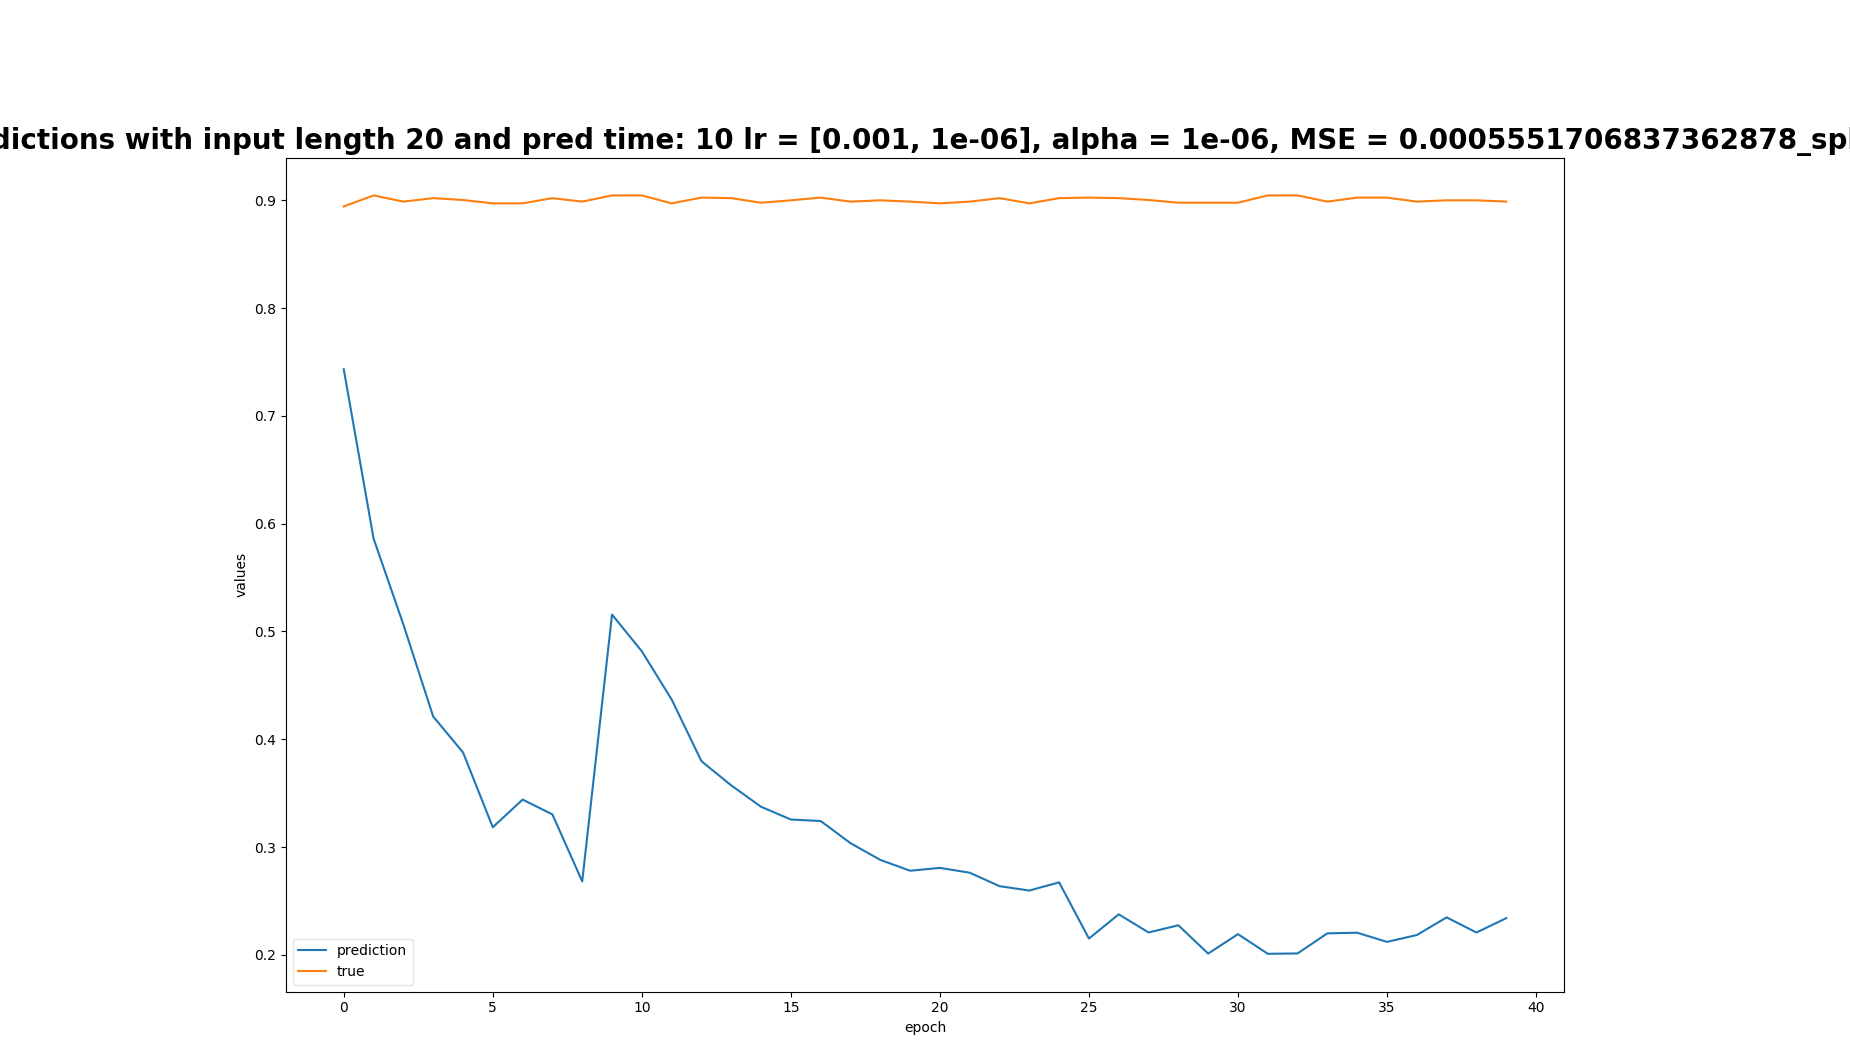 dictions with input length 20 and pred time: 10 lr = [0.001, 1e-06], alpha = 1e-06, MSE = 0.0005551706837362878_spl
0.9
0.8
0.7
0.6
0.5
0.4
0.3
0.2
values
prediction
true
0 5 10 15 20 25 30 35 40
epoch